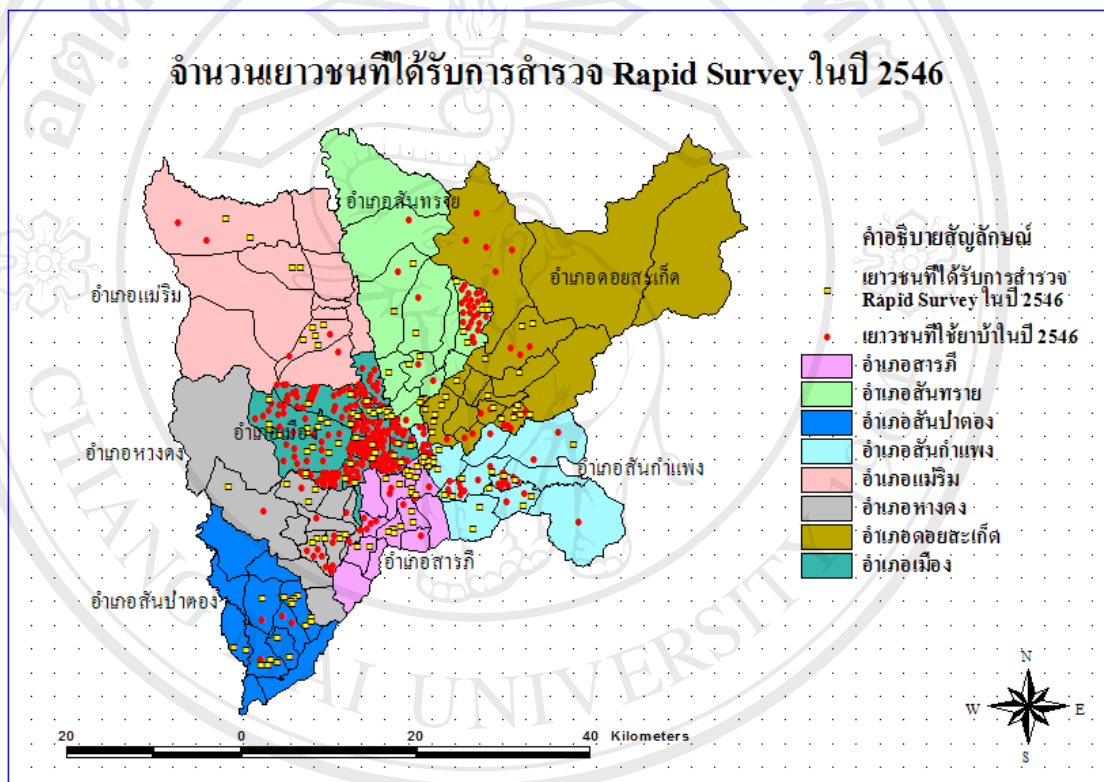 จำนวนเยาวชนที่ได้รับการสำรวจ Rapid Survey ในปี 2546
อำเภอสันทราย
อำเภอดอยสะเก็ด
อำเภอแม่ริม
อำเภอเมือง
อำเภอหางดง
อำเภอสันกำแพง
อำเภอสารภี
อำเภอสันป่าตอง
คำอธิบายสัญลักษณ์
เยาวชนที่ได้รับการสำรวจ
Rapid Survey ในปี 2546
เยาวชนที่ใช้ยาบ้าในปี 2546
อำเภอสารภี
อำเภอสันทราย
อำเภอสันป่าตอง
อำเภอสันกำแพง
อำเภอแม่ริม
อำเภอหางดง
อำเภอดอยสะเก็ด
อำเภอเมือง
N
W E
S
20 0 20 40 Kilometers
CHIANG MAI UNIVERSITY